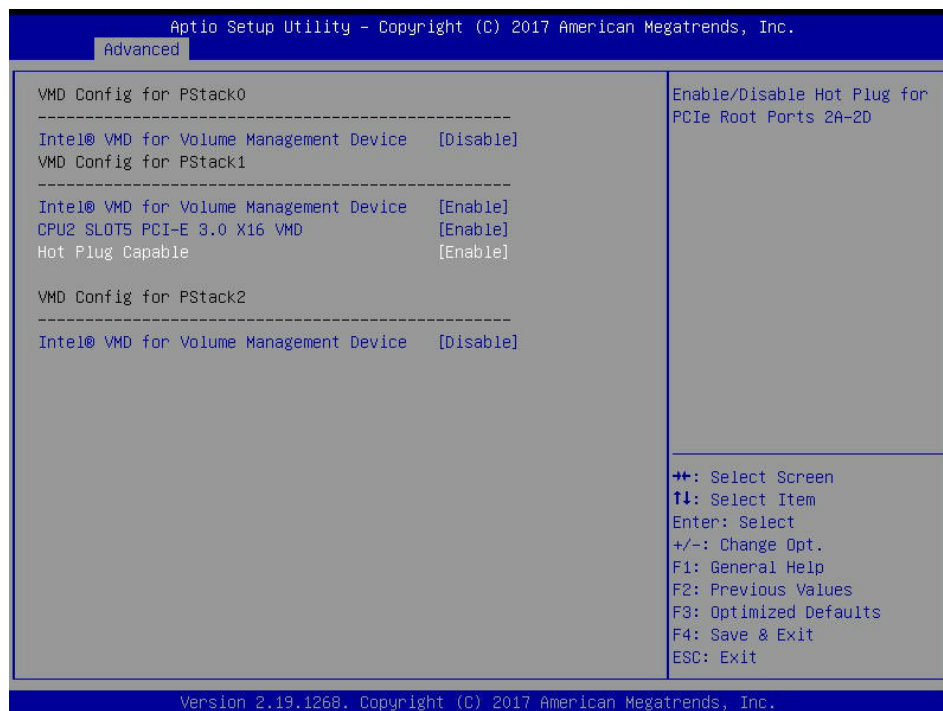 Aptio Setup Utility – Copyright (C) 2017 American Megatrends, Inc.
Advanced
VMD Config for PStack0
--------------------------------------------------
Intel® VMD for Volume Management Device [Disable]
VMD Config for PStack1
--------------------------------------------------
Intel® VMD for Volume Management Device [Enable]
CPU2 SLOT5 PCI-E 3.0 X16 VMD [Enable]
Hot Plug Capable [Enable]
VMD Config for PStack2
--------------------------------------------------
Intel® VMD for Volume Management Device [Disable]
Enable/Disable Hot Plug for
PCIe Root Ports 2A-2D
→←: Select Screen
↑↓: Select Item
Enter: Select
+/-: Change Opt.
F1: General Help
F2: Previous Values
F3: Optimized Defaults
F4: Save & Exit
ESC: Exit
Version 2.19.1268. Copyright (C) 2017 American Megatrends, Inc.